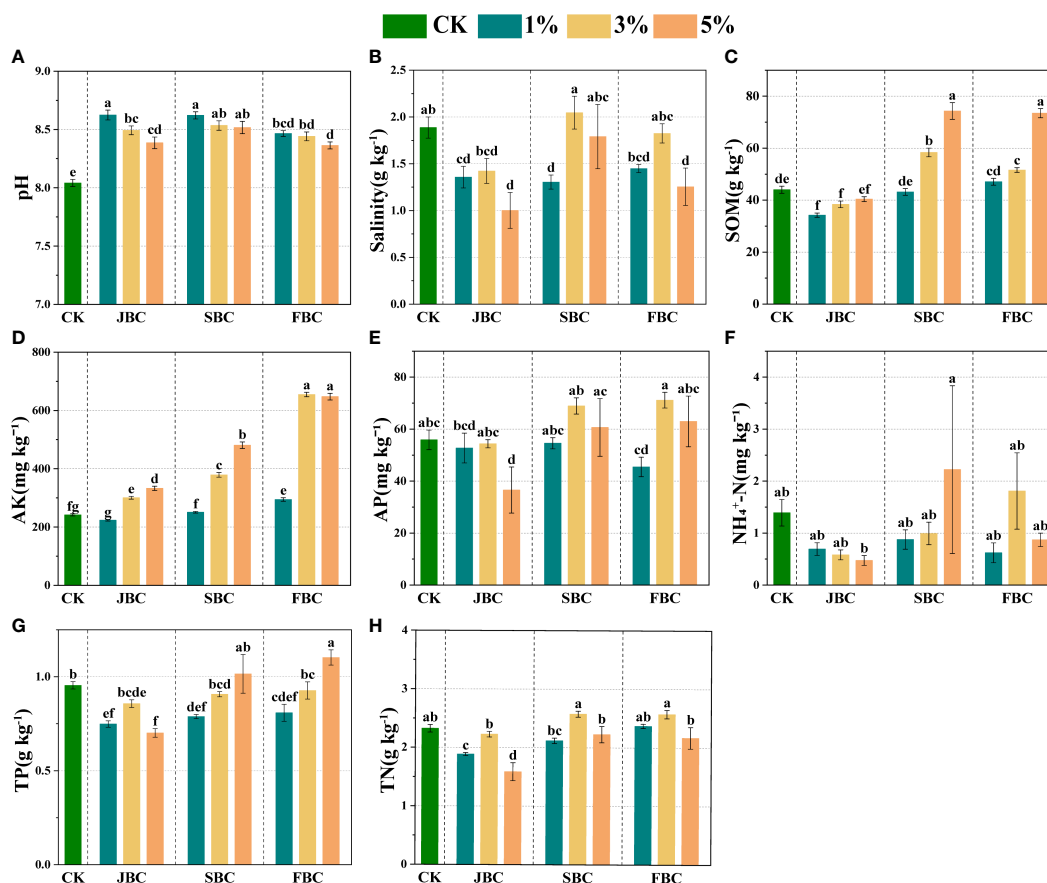 CK 1% 3% 5%
A B C
9.0 8.5 8.0 7.5 7.0
pH
e a bc cd a ab ab bcd bd d
CK JBC SBC FBC
2.5 2.0 1.5 1.0 0.5 0.0
Salinity(g kg⁻¹)
ab cd bcd d d a abc bcd abc d
CK JBC SBC FBC
80 60 40 20 0
SOM(g kg⁻¹)
de f f ef de b a cd c a
CK JBC SBC FBC
D E F
800 600 400 200 0
AK(mg kg⁻¹)
fg g e d f c b e a a
CK JBC SBC FBC
80 60 40 20 0
AP(mg kg⁻¹)
abc bcd abc d abc ab ac cd a abc
CK JBC SBC FBC
4 3 2 1 0
NH₄⁺-N(mg kg⁻¹)
ab ab ab b ab ab a ab ab ab
CK JBC SBC FBC
G H
1.0 0.5 0.0
TP(g kg⁻¹)
b ef bcde f def bcd ab cdef bc a
CK JBC SBC FBC
4 3 2 1 0
TN(g kg⁻¹)
ab c b d bc a b ab a b
CK JBC SBC FBC